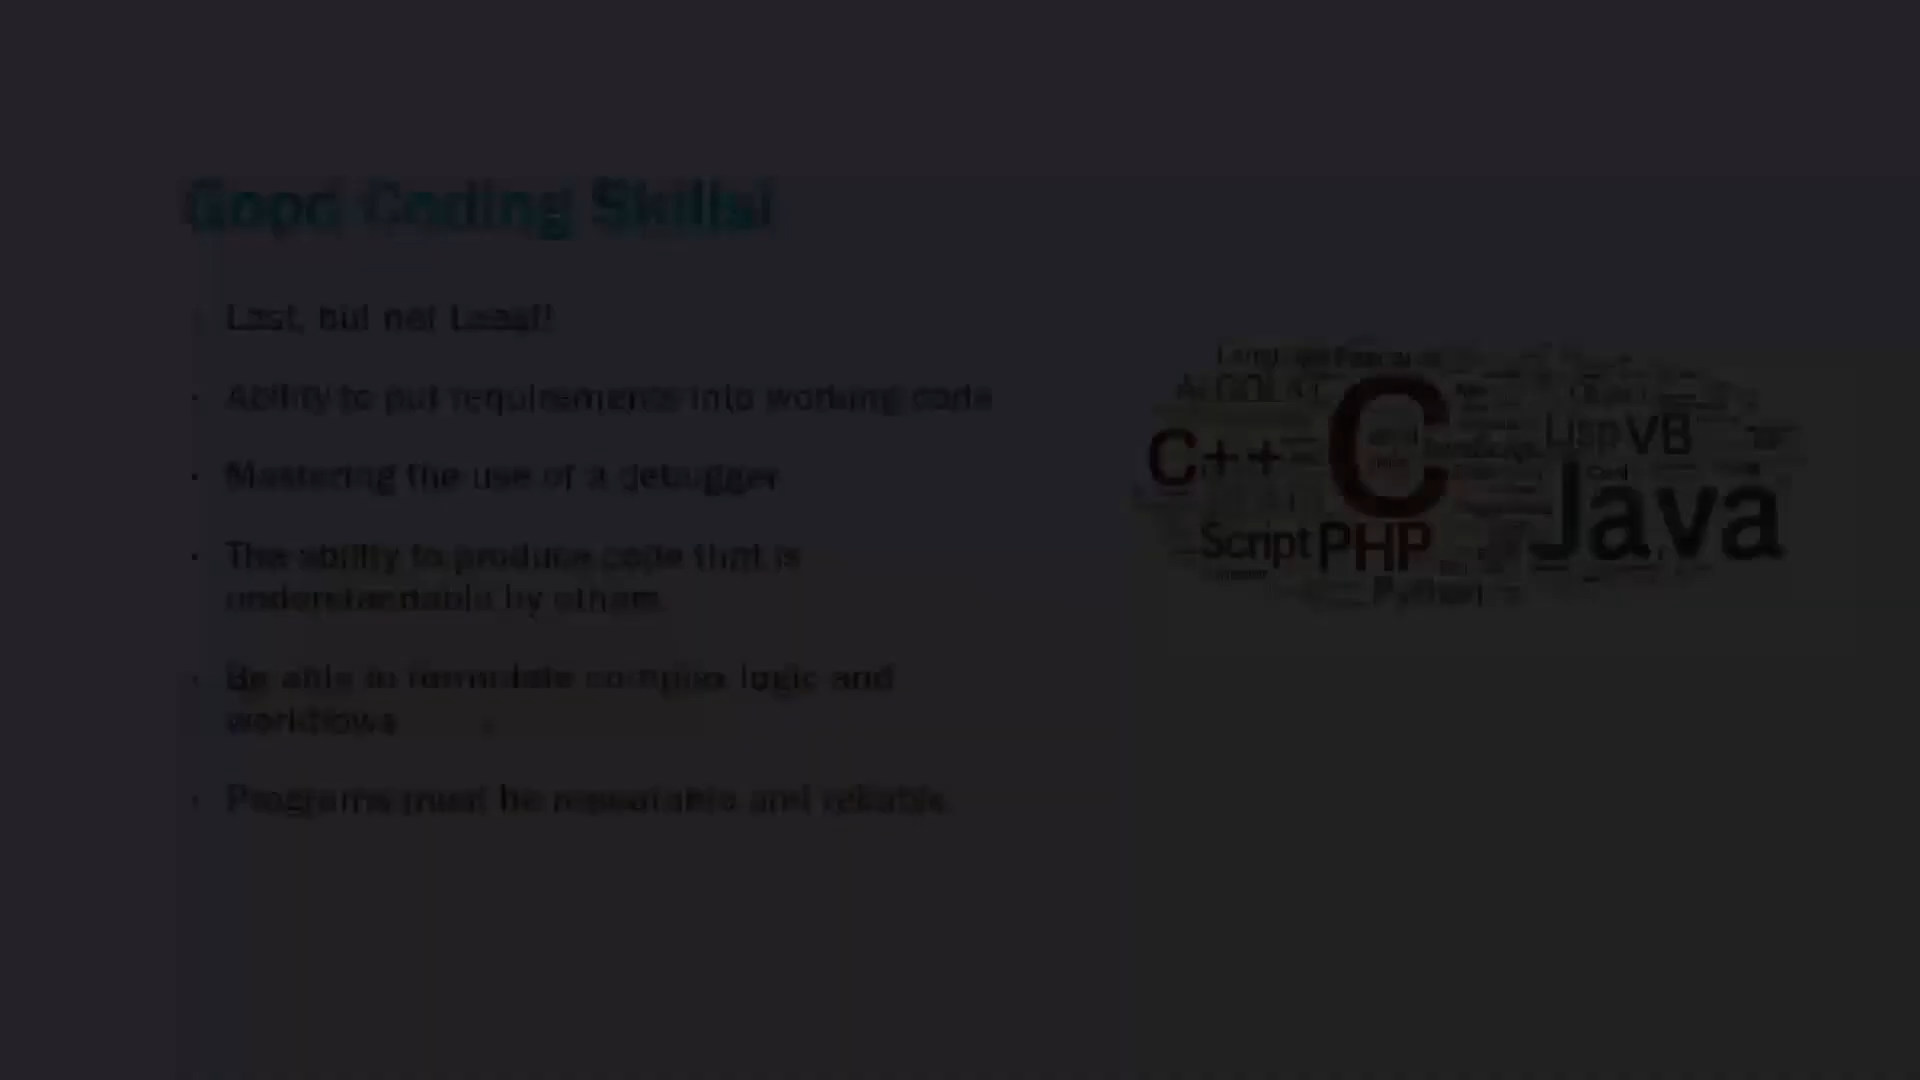 Good Coding Skills!
Last, but not Least!
Ability to put requirements into working code
Mastering the use of a debugger
The ability to produce code that is
understandable by others
Be able to formulate complex logic and
workflows
Programs must be repeatable and reliable
C
C++
Lisp VB
Java
Script PHP
Python